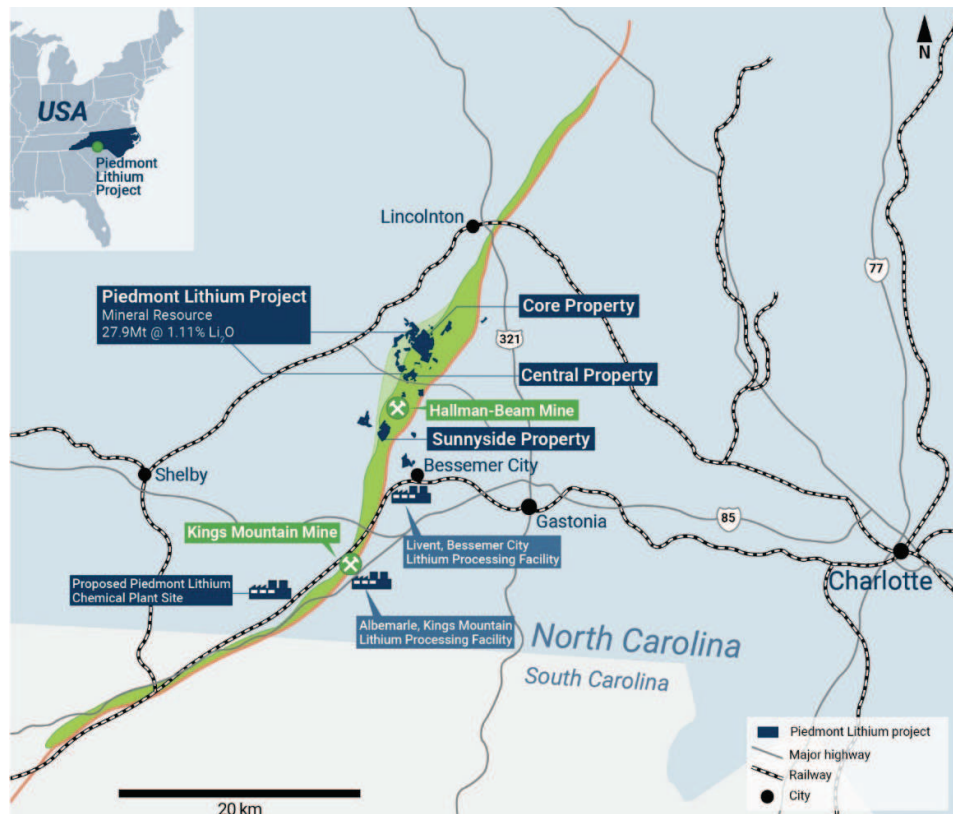 USA
Piedmont
Lithium
Project
N
Lincolnton
77
Piedmont Lithium Project
Mineral Resource
27.9Mt @ 1.11% Li₂O
Core Property
321
Central Property
Hallman-Beam Mine
Sunnyside Property
Shelby
Bessemer City
Gastonia
85
Kings Mountain Mine
Livent, Bessemer City
Lithium Processing Facility
Charlotte
Proposed Piedmont Lithium
Chemical Plant Site
Albemarle, Kings Mountain
Lithium Processing Facility
North Carolina
South Carolina
Piedmont Lithium project
Major highway
Railway
City
20 km